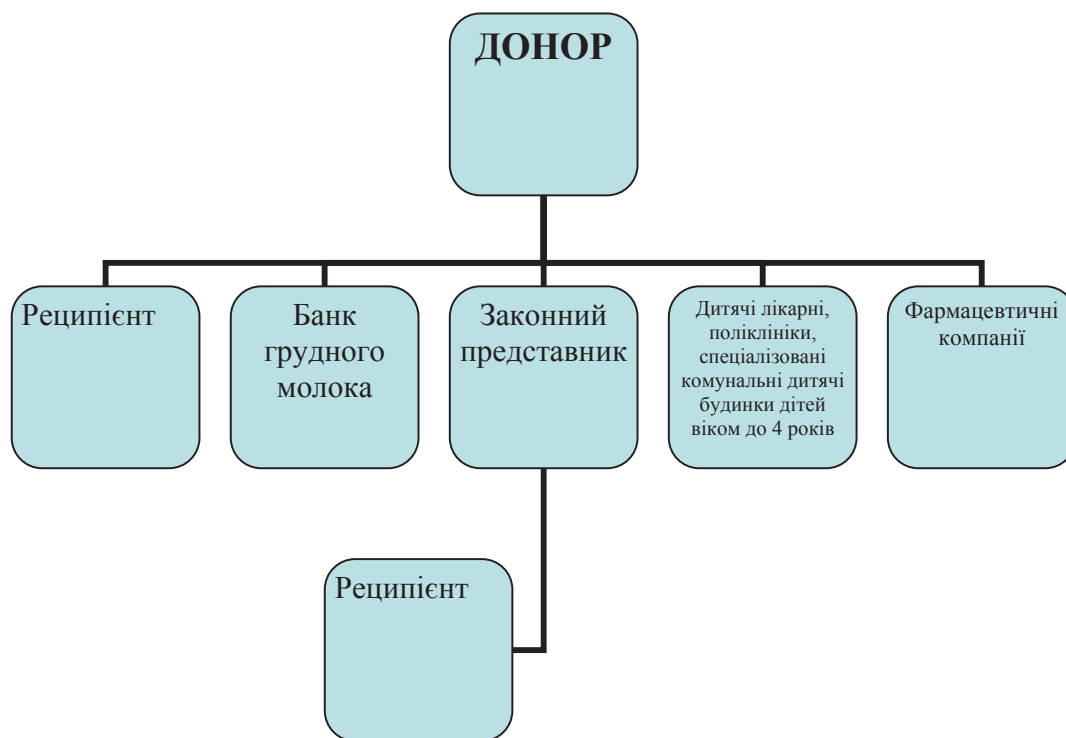 ДОНОР
Реципієнт
Банк
грудного
молока
Законний
представник
Дитячі лікарні,
поліклініки,
спеціалізовані
комунальні дитячі
будинки дітей
віком до 4 років
Фармацевтичні
компанії
Реципієнт